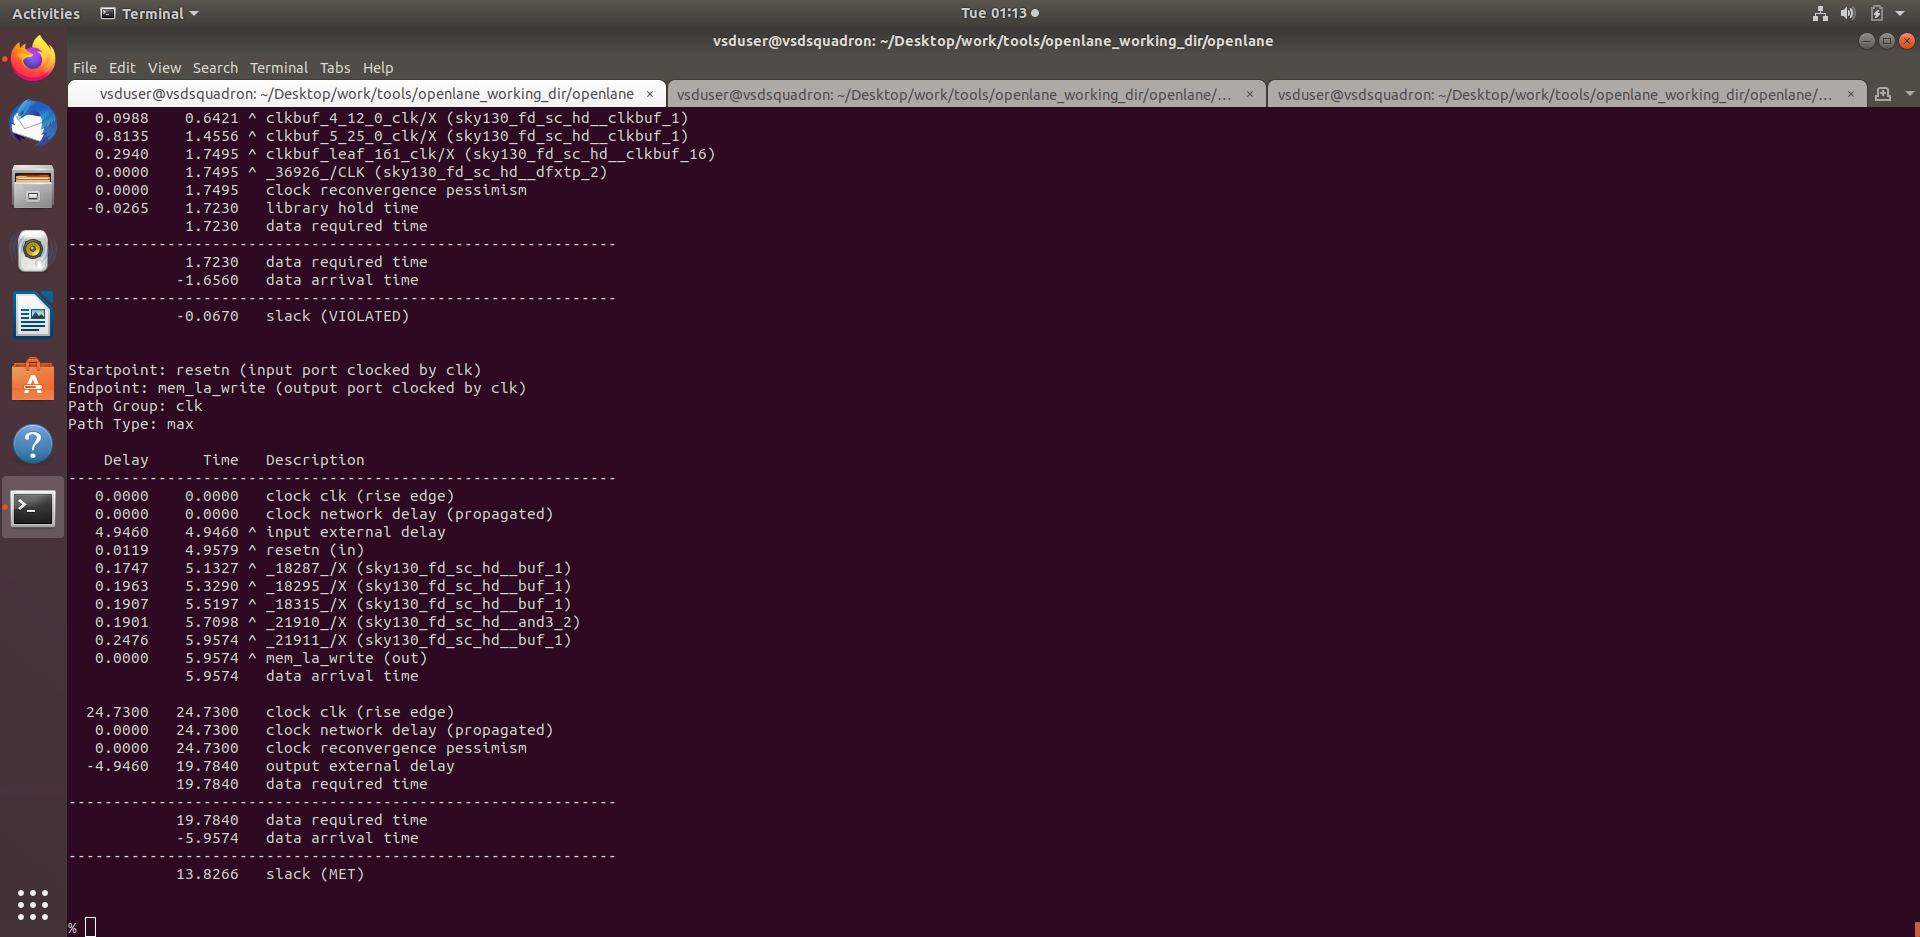 Activities Terminal Tue 01:13
vsduser@vsdsquadron: ~/Desktop/work/tools/openlane_working_dir/openlane
File Edit View Search Terminal Tabs Help
vsduser@vsdsquadron: ~/Desktop/work/tools/openlane_working_dir/openlane × vsduser@vsdsquadron: ~/Desktop/work/tools/openlane_working_dir/openlane/... × vsduser@vsdsquadron: ~/Desktop/work/tools/openlane_working_dir/openlane/... ×
   0.0988    0.6421 ^ clkbuf_4_12_0_clk/X (sky130_fd_sc_hd__clkbuf_1)
   0.8135    1.4556 ^ clkbuf_5_25_0_clk/X (sky130_fd_sc_hd__clkbuf_1)
   0.2940    1.7495 ^ clkbuf_leaf_161_clk/X (sky130_fd_sc_hd__clkbuf_16)
   0.0000    1.7495 ^ _36926_/CLK (sky130_fd_sc_hd__dfxtp_2)
   0.0000    1.7495   clock reconvergence pessimism
  -0.0265    1.7230   library hold time
             1.7230   data required time
-------------------------------------------------------------
             1.7230   data required time
            -1.6560   data arrival time
-------------------------------------------------------------
            -0.0670   slack (VIOLATED)
Startpoint: resetn (input port clocked by clk)
Endpoint: mem_la_write (output port clocked by clk)
Path Group: clk
Path Type: max
    Delay      Time   Description
-------------------------------------------------------------
   0.0000    0.0000   clock clk (rise edge)
   0.0000    0.0000   clock network delay (propagated)
   4.9460    4.9460 ^ input external delay
   0.0119    4.9579 ^ resetn (in)
   0.1747    5.1327 ^ _18287_/X (sky130_fd_sc_hd__buf_1)
   0.1963    5.3290 ^ _18295_/X (sky130_fd_sc_hd__buf_1)
   0.1907    5.5197 ^ _18315_/X (sky130_fd_sc_hd__buf_1)
   0.1901    5.7098 ^ _21910_/X (sky130_fd_sc_hd__and3_2)
   0.2476    5.9574 ^ _21911_/X (sky130_fd_sc_hd__buf_1)
   0.0000    5.9574 ^ mem_la_write (out)
             5.9574   data arrival time
  24.7300   24.7300   clock clk (rise edge)
   0.0000   24.7300   clock network delay (propagated)
   0.0000   24.7300   clock reconvergence pessimism
  -4.9460   19.7840   output external delay
            19.7840   data required time
-------------------------------------------------------------
            19.7840   data required time
            -5.9574   data arrival time
-------------------------------------------------------------
            13.8266   slack (MET)
%